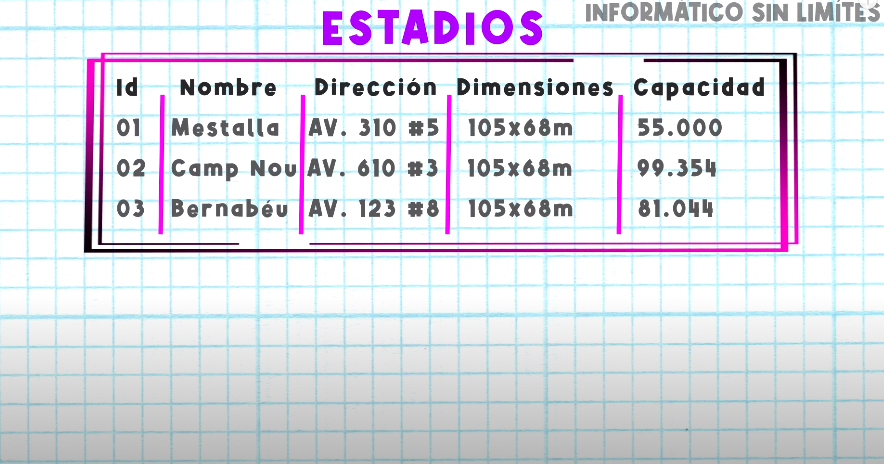 INFORMÁTICO SIN LIMÍTES
ESTADIOS
Id Nombre Dirección Dimensiones Capacidad
01 Mestalla AV. 310 #5 105x68m 55.000
02 Camp Nou AV. 610 #3 105x68m 99.354
03 Bernabéu AV. 123 #8 105x68m 81.044